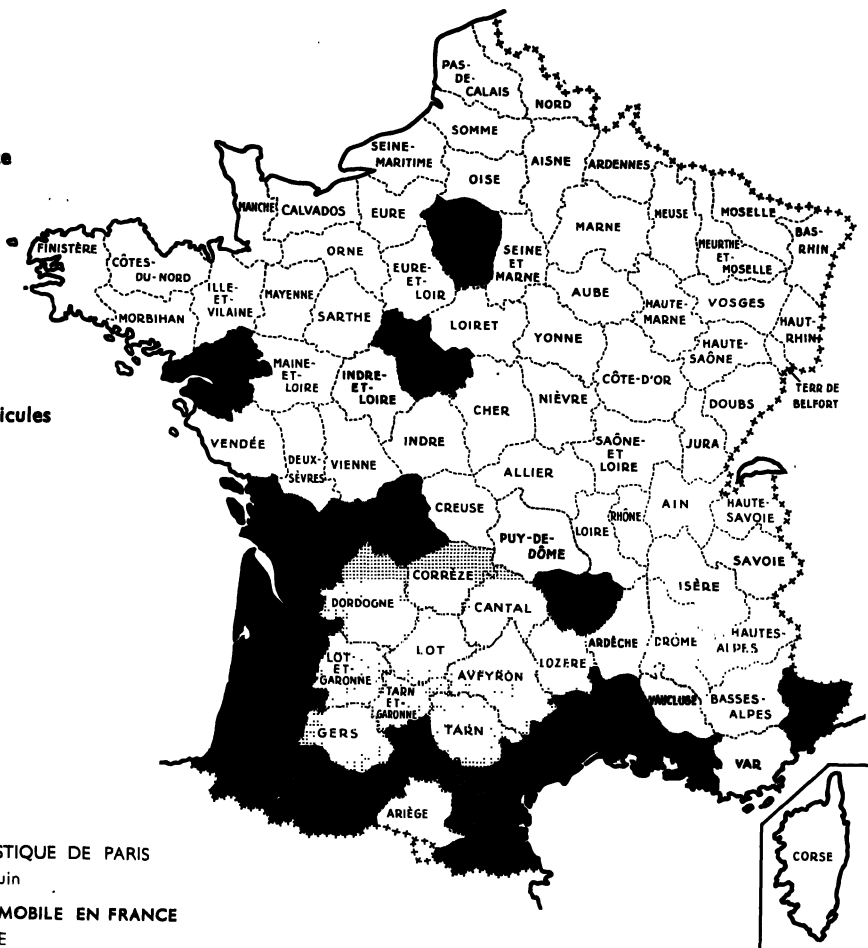 PAS-
DE-
CALAIS
NORD
SOMME
SEINE-
MARITIME
AISNE
ARDENNES
OISE
MANCHE
CALVADOS
EURE
MARNE
MEUSE
MOSELLE
BAS-
RHIN
FINISTÈRE
CÔTES-
DU-NORD
ORNE
SEINE
ET
MARNE
MEURTHE-
ET-
MOSELLE
EURE-
ET-
LOIR
ILLE-
ET-
VILAINE
MAYENNE
SARTHE
AUBE
HAUTE-
MARNE
VOSGES
MORBIHAN
LOIRET
YONNE
HAUT-
RHIN
HAUTE-
SAÔNE
MAINE-
ET-
LOIRE
INDRE-
ET-
LOIRE
CÔTE-D'OR
TERR DE
BELFORT
CHER
NIÈVRE
DOUBS
icules
VENDÉE
INDRE
SAÔNE-
ET
LOIRE
JURA
DEUX-
SÈVRES
VIENNE
ALLIER
CREUSE
AIN
HAUTE-
SAVOIE
RHÔNE
LOIRE
PUY-DE-
DÔME
SAVOIE
ISÈRE
CORRÈZE
DORDOGNE
CANTAL
ARDÈCHE
DRÔME
HAUTES-
ALPES
LOT
LOZÈRE
LOT-
ET-
GARONNE
AVEYRON
TARN
ET-
GARONNE
VAUCLUSE
BASSES-
ALPES
GERS
TARN
VAR
ARIÈGE
CORSE
STIQUE DE PARIS
uin
MOBILE EN FRANCE
E